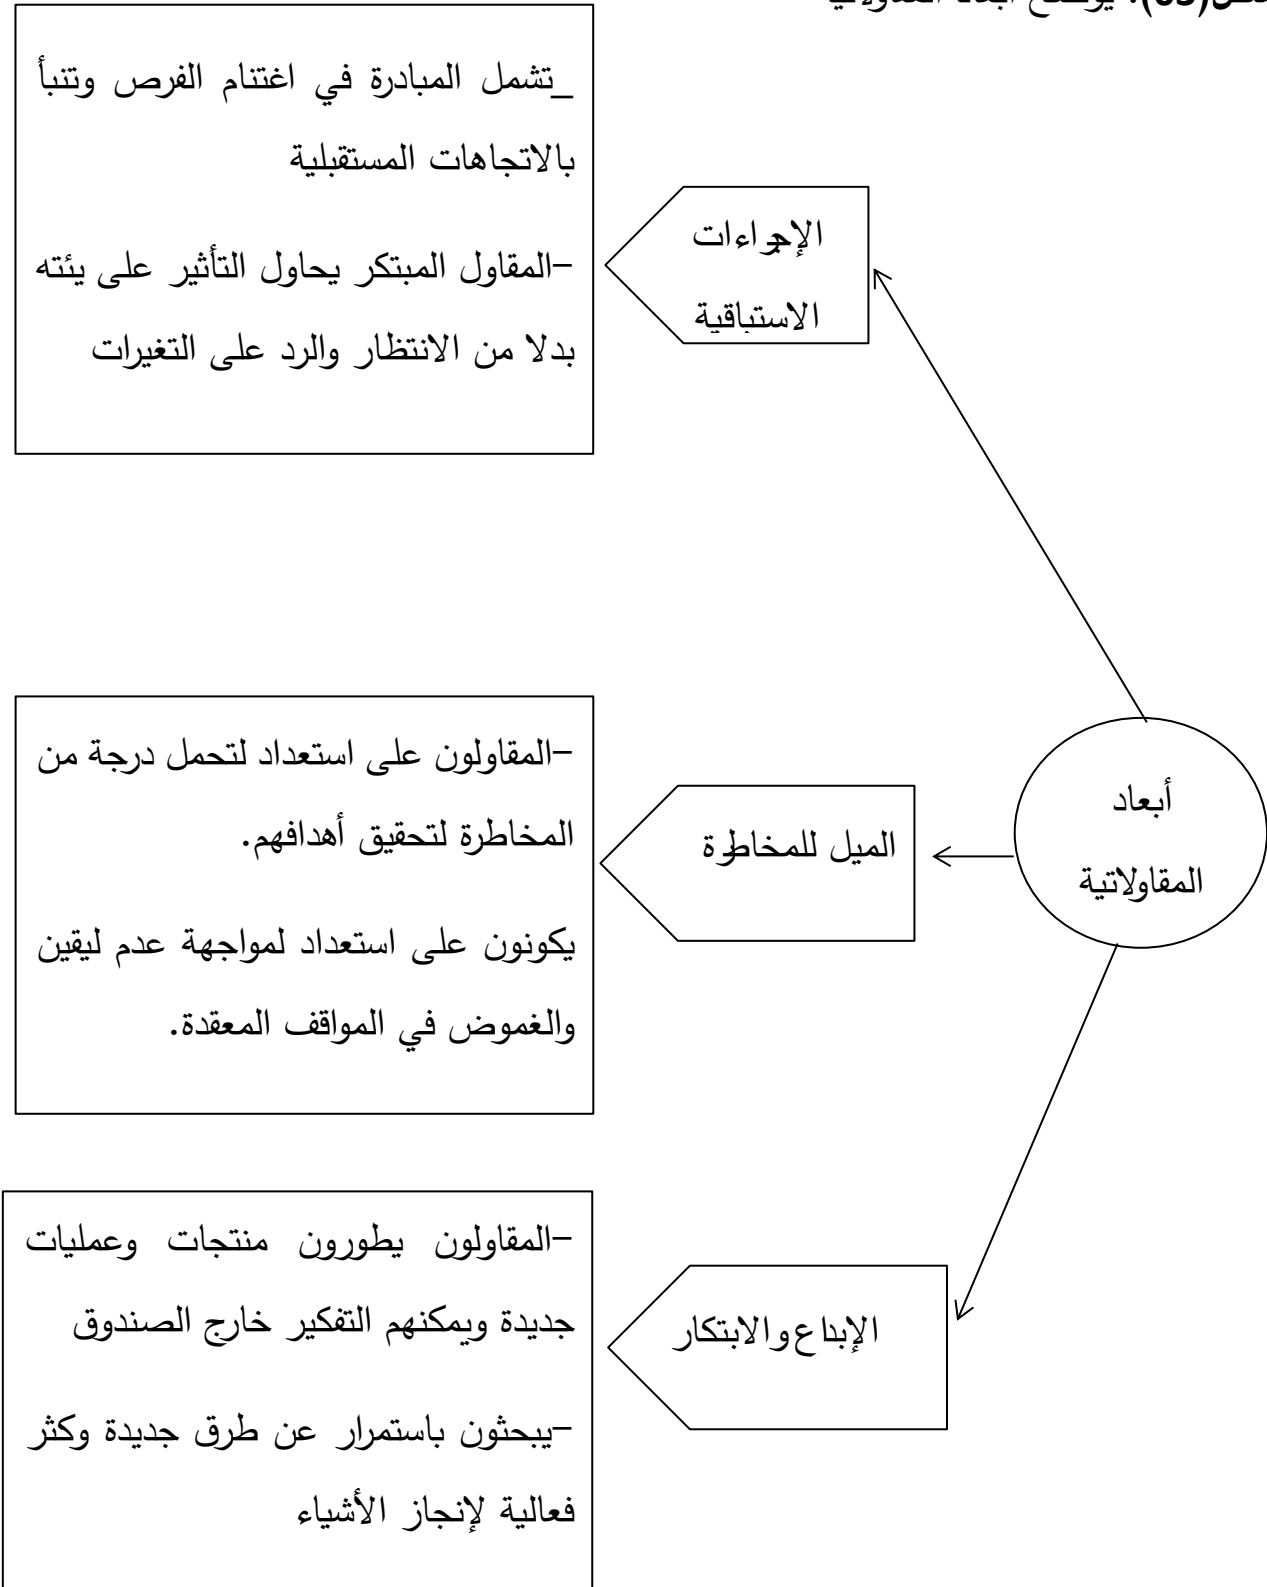 يوضح أبعاد المقاولاتية
_تشمل المبادرة في اغتنام الفرص وتنبأ
بالاتجاهات المستقبلية
-المقاول المبتكر يحاول التأثير على يئته
بدلا من الانتظار والرد على التغيرات
الإجراءات
الاستباقية
-المقاولون على استعداد لتحمل درجة من
المخاطرة لتحقيق أهدافهم.
يكونون على استعداد لمواجهة عدم ليقين
والغموض في المواقف المعقدة.
الميل للمخاطرة
أبعاد
المقاولاتية
-المقاولون يطورون منتجات وعمليات
جديدة ويمكنهم التفكير خارج الصندوق
-يبحثون باستمرار عن طرق جديدة وكثر
فعالية لإنجاز الأشياء
الإبداع والابتكار